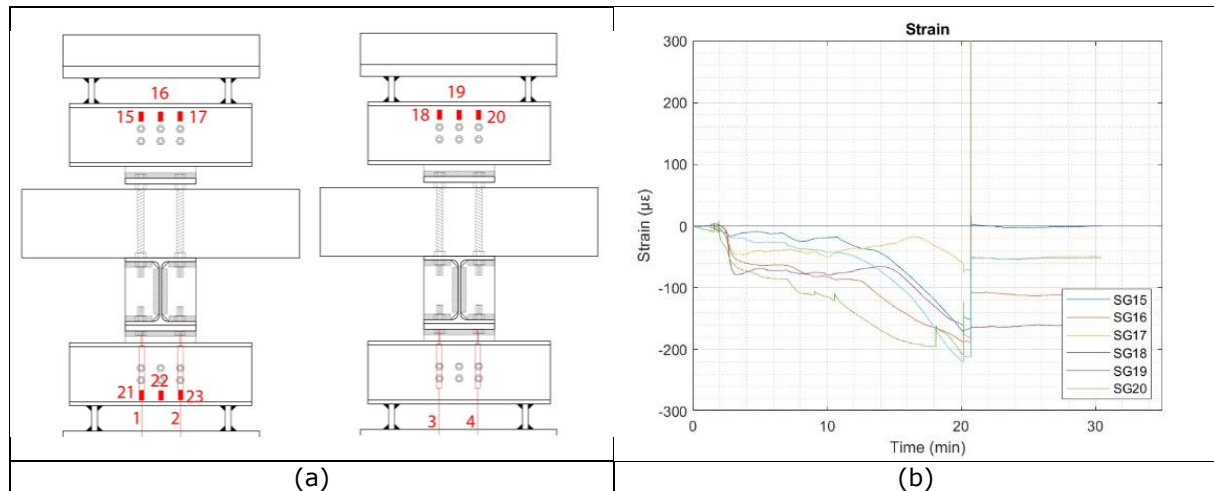 16
15
17
22
21
23
1
2
19
18
20
3
4
(a)
Strain
300
200
100
0
-100
-200
-300
Strain (με)
0
10
20
30
Time (min)
SG15
SG16
SG17
SG18
SG19
SG20
(b)